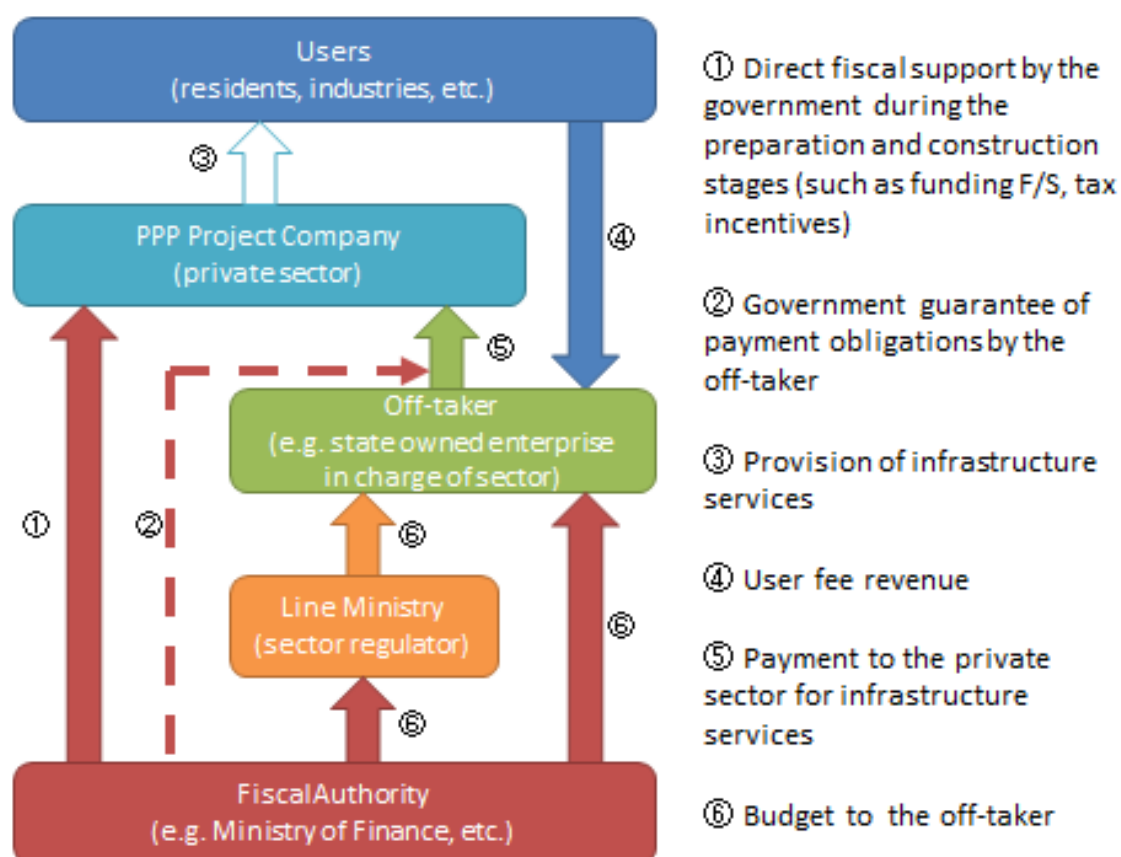 Users
(residents, industries, etc.)
③
PPP Project Company
(private sector)
④
⑤
Off-taker
(e.g. state owned enterprise
in charge of sector)
①
②
⑥
Line Ministry
(sector regulator)
⑥
⑥
Fiscal Authority
(e.g. Ministry of Finance, etc.)
① Direct fiscal support by the
government during the
preparation and construction
stages (such as funding F/S, tax
incentives)
② Government guarantee of
payment obligations by the
off-taker
③ Provision of infrastructure
services
④ User fee revenue
⑤ Payment to the private
sector for infrastructure
services
⑥ Budget to the off-taker